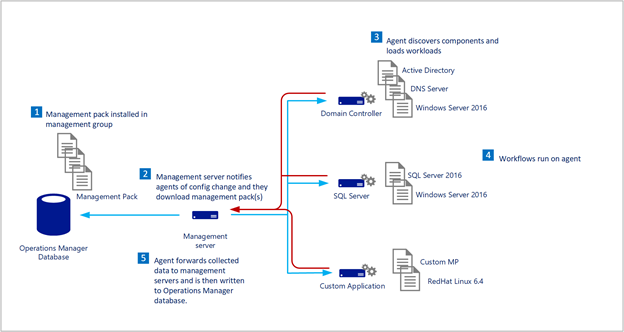 3
Agent discovers components and
loads workloads
Active Directory
DNS Server
Windows Server 2016
Domain Controller
1
Management pack installed in
management group
Management Pack
2
Management server notifies
agents of config change and they
download management pack(s)
4
Workflows run on agent
SQL Server 2016
Windows Server 2016
SQL Server
Operations Manager
Database
Management
server
5
Agent forwards collected
data to management
servers and is then written
to Operations Manager
database.
Custom MP
RedHat Linux 6.4
Custom Application